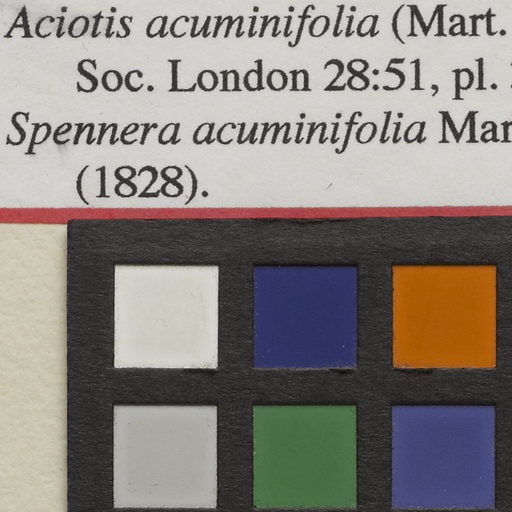 Aciotis acuminifolia (Mart.
Soc. London 28:51, pl.
Spennera acuminifolia Mar
(1828).